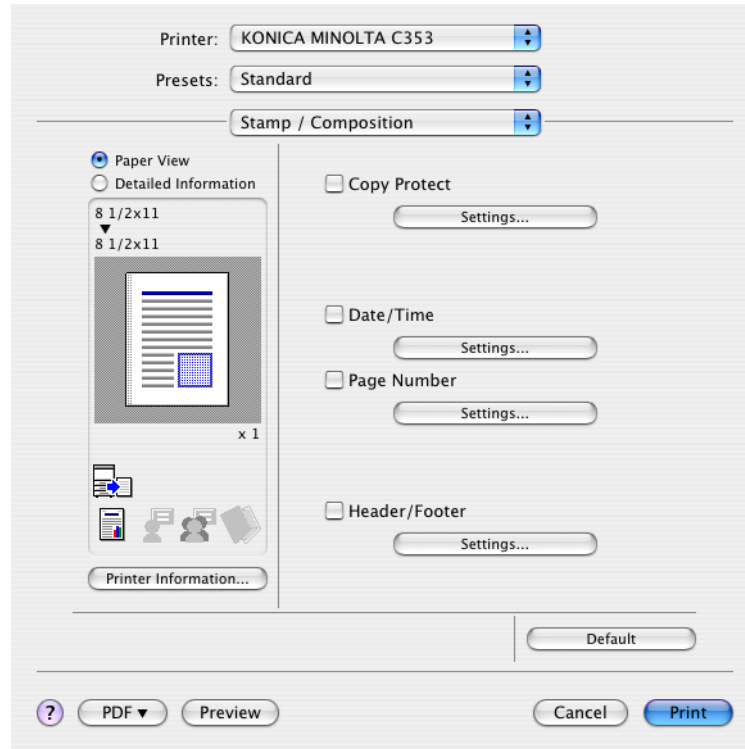 Printer: KONICA MINOLTA C353
Presets: Standard
Stamp / Composition
Paper View
Detailed Information
8 1/2x11
8 1/2x11
x 1
Printer Information...
Copy Protect
Settings...
Date/Time
Settings...
Page Number
Settings...
Header/Footer
Settings...
Default
? PDF▼ Preview Cancel Print